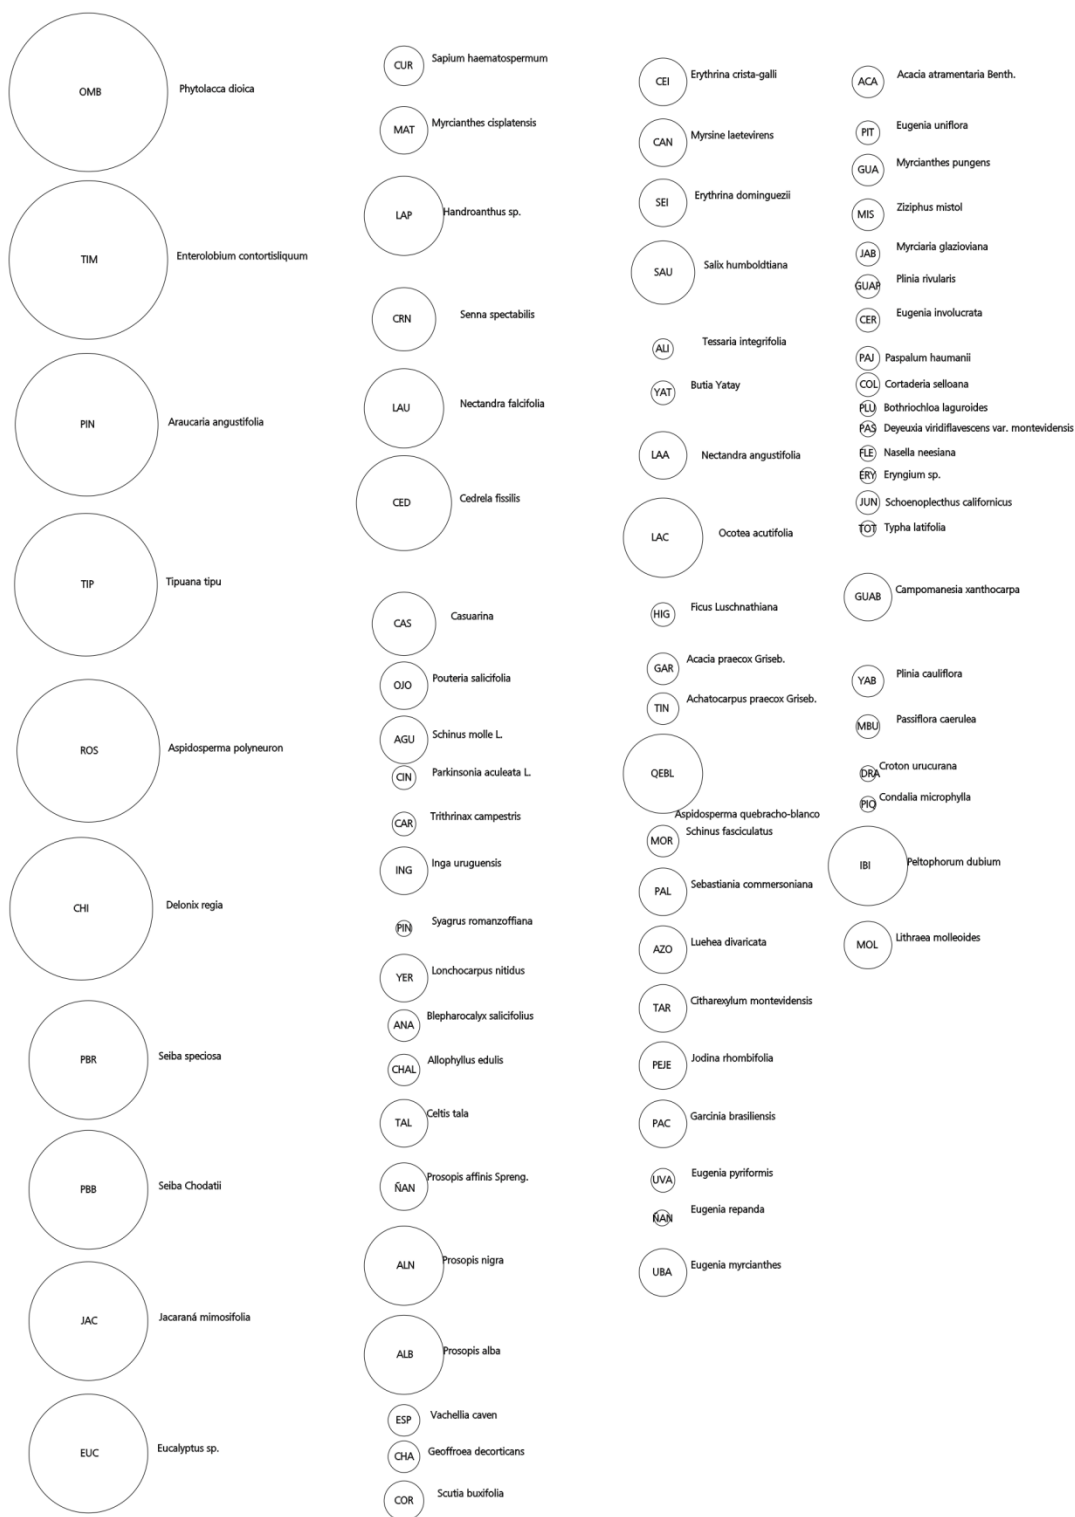 OMB Phytolacca dioica
TIM Enterolobium contortisliquum
PIN Araucaria angustifolia
TIP Tipuana tipu
ROS Aspidosperma polyneuron
CHI Delonix regia
PBR Seiba speciosa
PBB Seiba Chodatii
JAC Jacaraná mimosifolia
EUC Eucalyptus sp.
CUR Sapium haematospermum
MAT Myrcianthes cisplatensis
LAP Handroanthus sp.
CRN Senna spectabilis
LAU Nectandra falcifolia
CED Cedrela fissilis
CAS Casuarina
OJO Pouteria salicifolia
AGU Schinus molle L.
CIN Parkinsonia aculeata L.
CAR Trithrinax campestris
ING Inga uruguensis
PIN Syagrus romanzoffiana
YER Lonchocarpus nitidus
ANA Blepharocalyx salicifolius
CHAL Allophyllus edulis
TAL Celtis tala
ÑAN Prosopis affinis Spreng.
ALN Prosopis nigra
ALB Prosopis alba
ESP Vachellia caven
CHA Geoffroea decorticans
COR Scutia buxifolia
CEI Erythrina crista-galli
CAN Myrsine laetevirens
SEI Erythrina dominguezii
SAU Salix humboldtiana
ALI Tessaria integrifolia
YAT Butia Yatay
LAA Nectandra angustifolia
LAC Ocotea acutifolia
HIG Ficus Luschnathiana
GAR Acacia praecox Griseb.
TIN Achatocarpus praecox Griseb.
QEBL Aspidosperma quebracho-blanco
MOR Schinus fasciculatus
PAL Sebastiania commersoniana
AZO Luehea divaricata
TAR Citharexylum montevidensis
PEJE Jodina rhombifolia
PAC Garcinia brasiliensis
UVA Eugenia pyriformis
ÑAN Eugenia repanda
UBA Eugenia myrcianthes
ACA Acacia atramentaria Benth.
PIT Eugenia uniflora
GUA Myrcianthes pungens
MIS Ziziphus mistol
JAB Myrciaria glazioviana
GUAP Plinia rivularis
CER Eugenia involucrata
PAJ Paspalum haumanii
COL Cortaderia selloana
PLU Bothriochloa laguroides
PAS Deyeuxia viridiflavescens var. montevidensis
FLE Nasella neesiana
ERY Eryngium sp.
JUN Schoenoplecthus californicus
TOT Typha latifolia
GUAB Campomanesia xanthocarpa
YAB Plinia cauliflora
MBU Passiflora caerulea
DRA Croton urucurana
PIQ Condalia microphylla
IBI Peltophorum dubium
MOL Lithraea molleoides